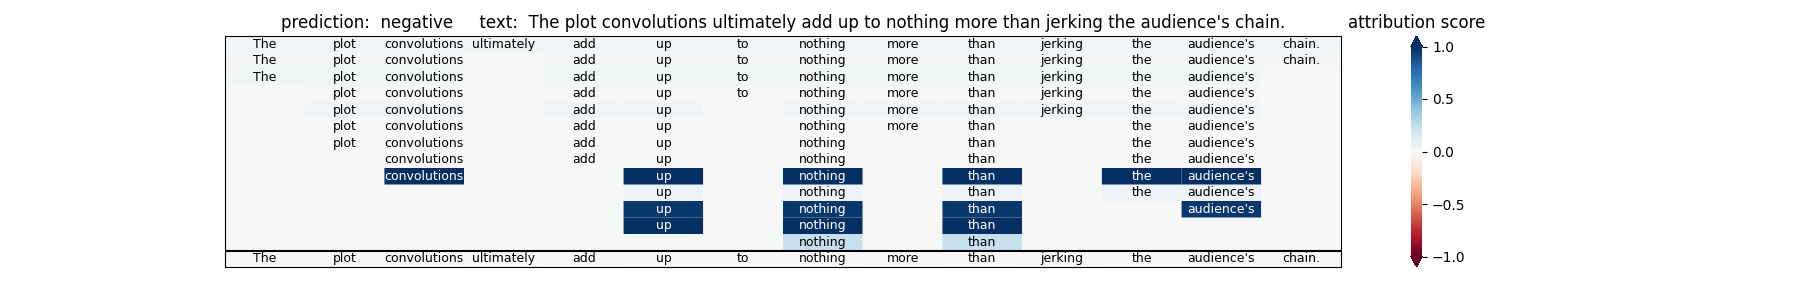 prediction: negative text: The plot convolutions ultimately add up to nothing more than jerking the audience's chain. attribution score
The plot convolutions ultimately add up to nothing more than jerking the audience's chain.
The plot convolutions add up to nothing more than jerking the audience's chain.
The plot convolutions add up to nothing more than jerking the audience's
plot convolutions add up to nothing more than jerking the audience's
plot convolutions add up nothing more than jerking the audience's
plot convolutions add up nothing more than the audience's
plot convolutions add up nothing than the audience's
convolutions add up nothing than the audience's
convolutions up nothing than the audience's
up nothing than the audience's
up nothing than audience's
up nothing than
nothing than
The plot convolutions ultimately add up to nothing more than jerking the audience's chain.
1.0
0.5
0.0
−0.5
−1.0